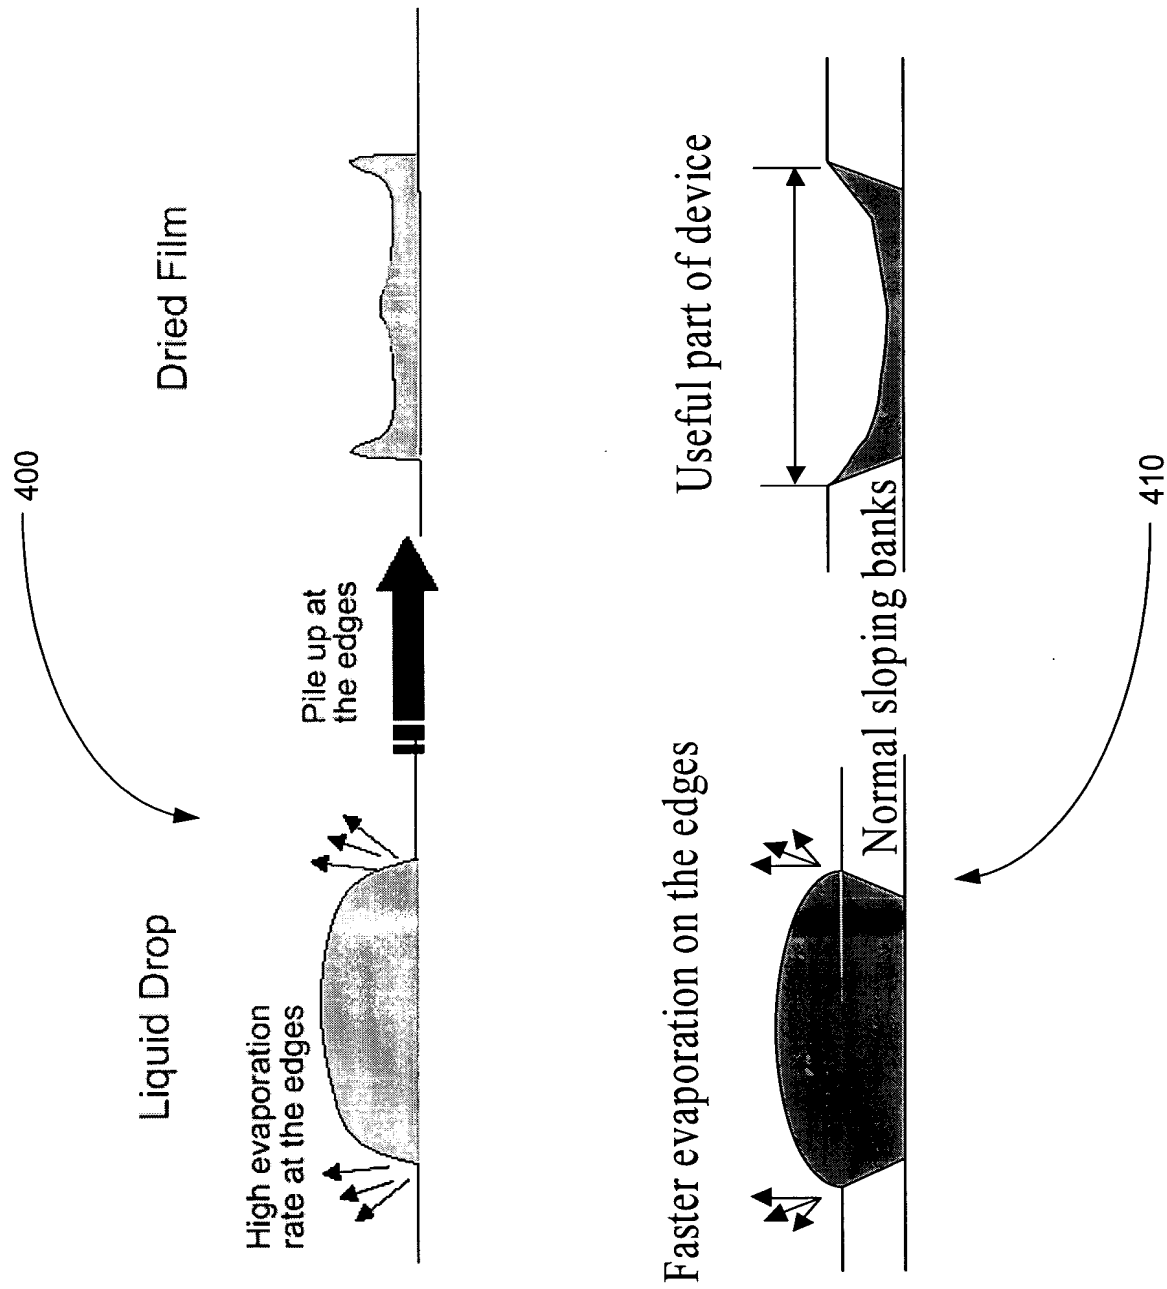 400
Liquid Drop
Dried Film
High evaporation
rate at the edges
Pile up at
the edges
Faster evaporation on the edges
Useful part of device
Normal sloping banks
410